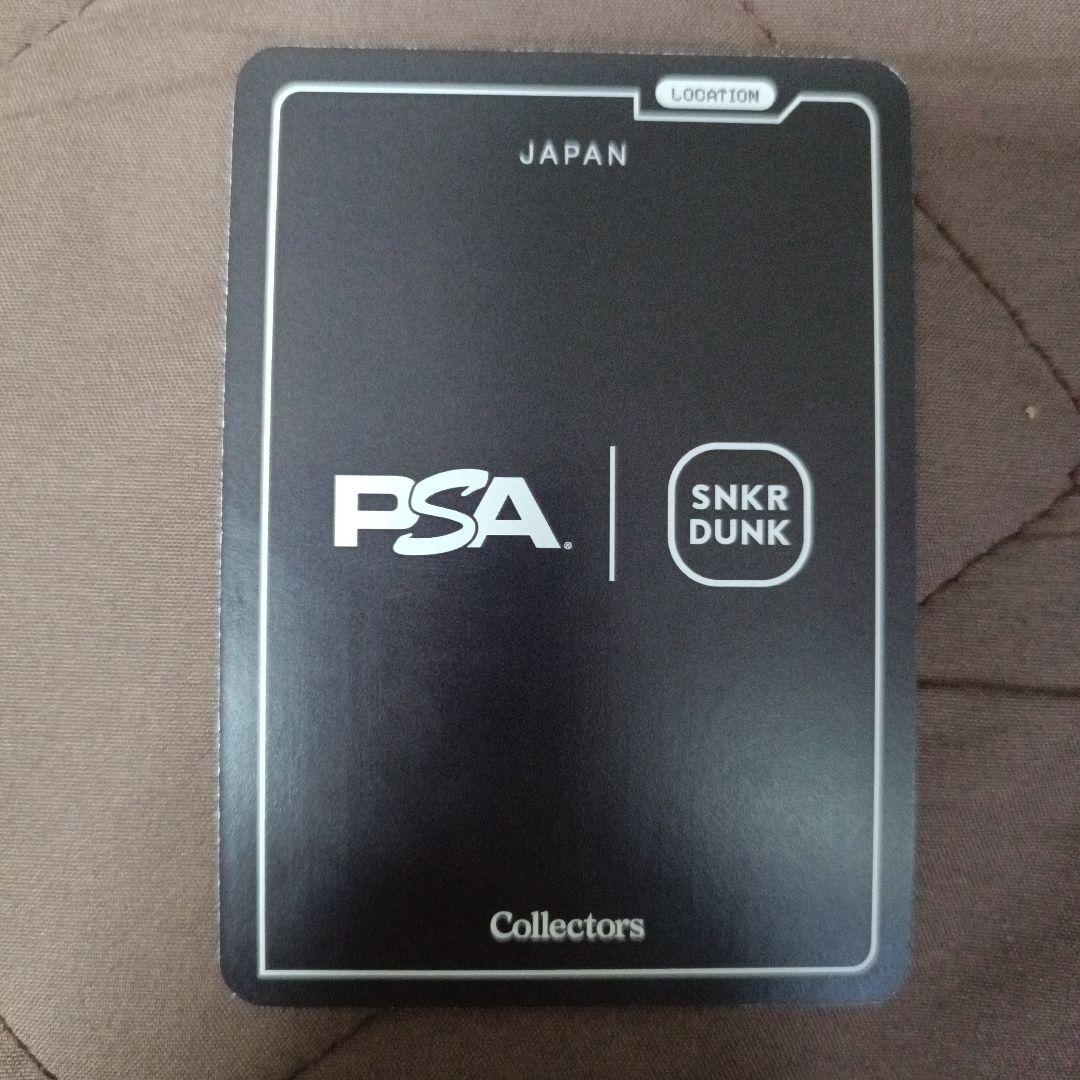 LOCATION
JAPAN
PSA®
SNKR
DUNK
Collectors